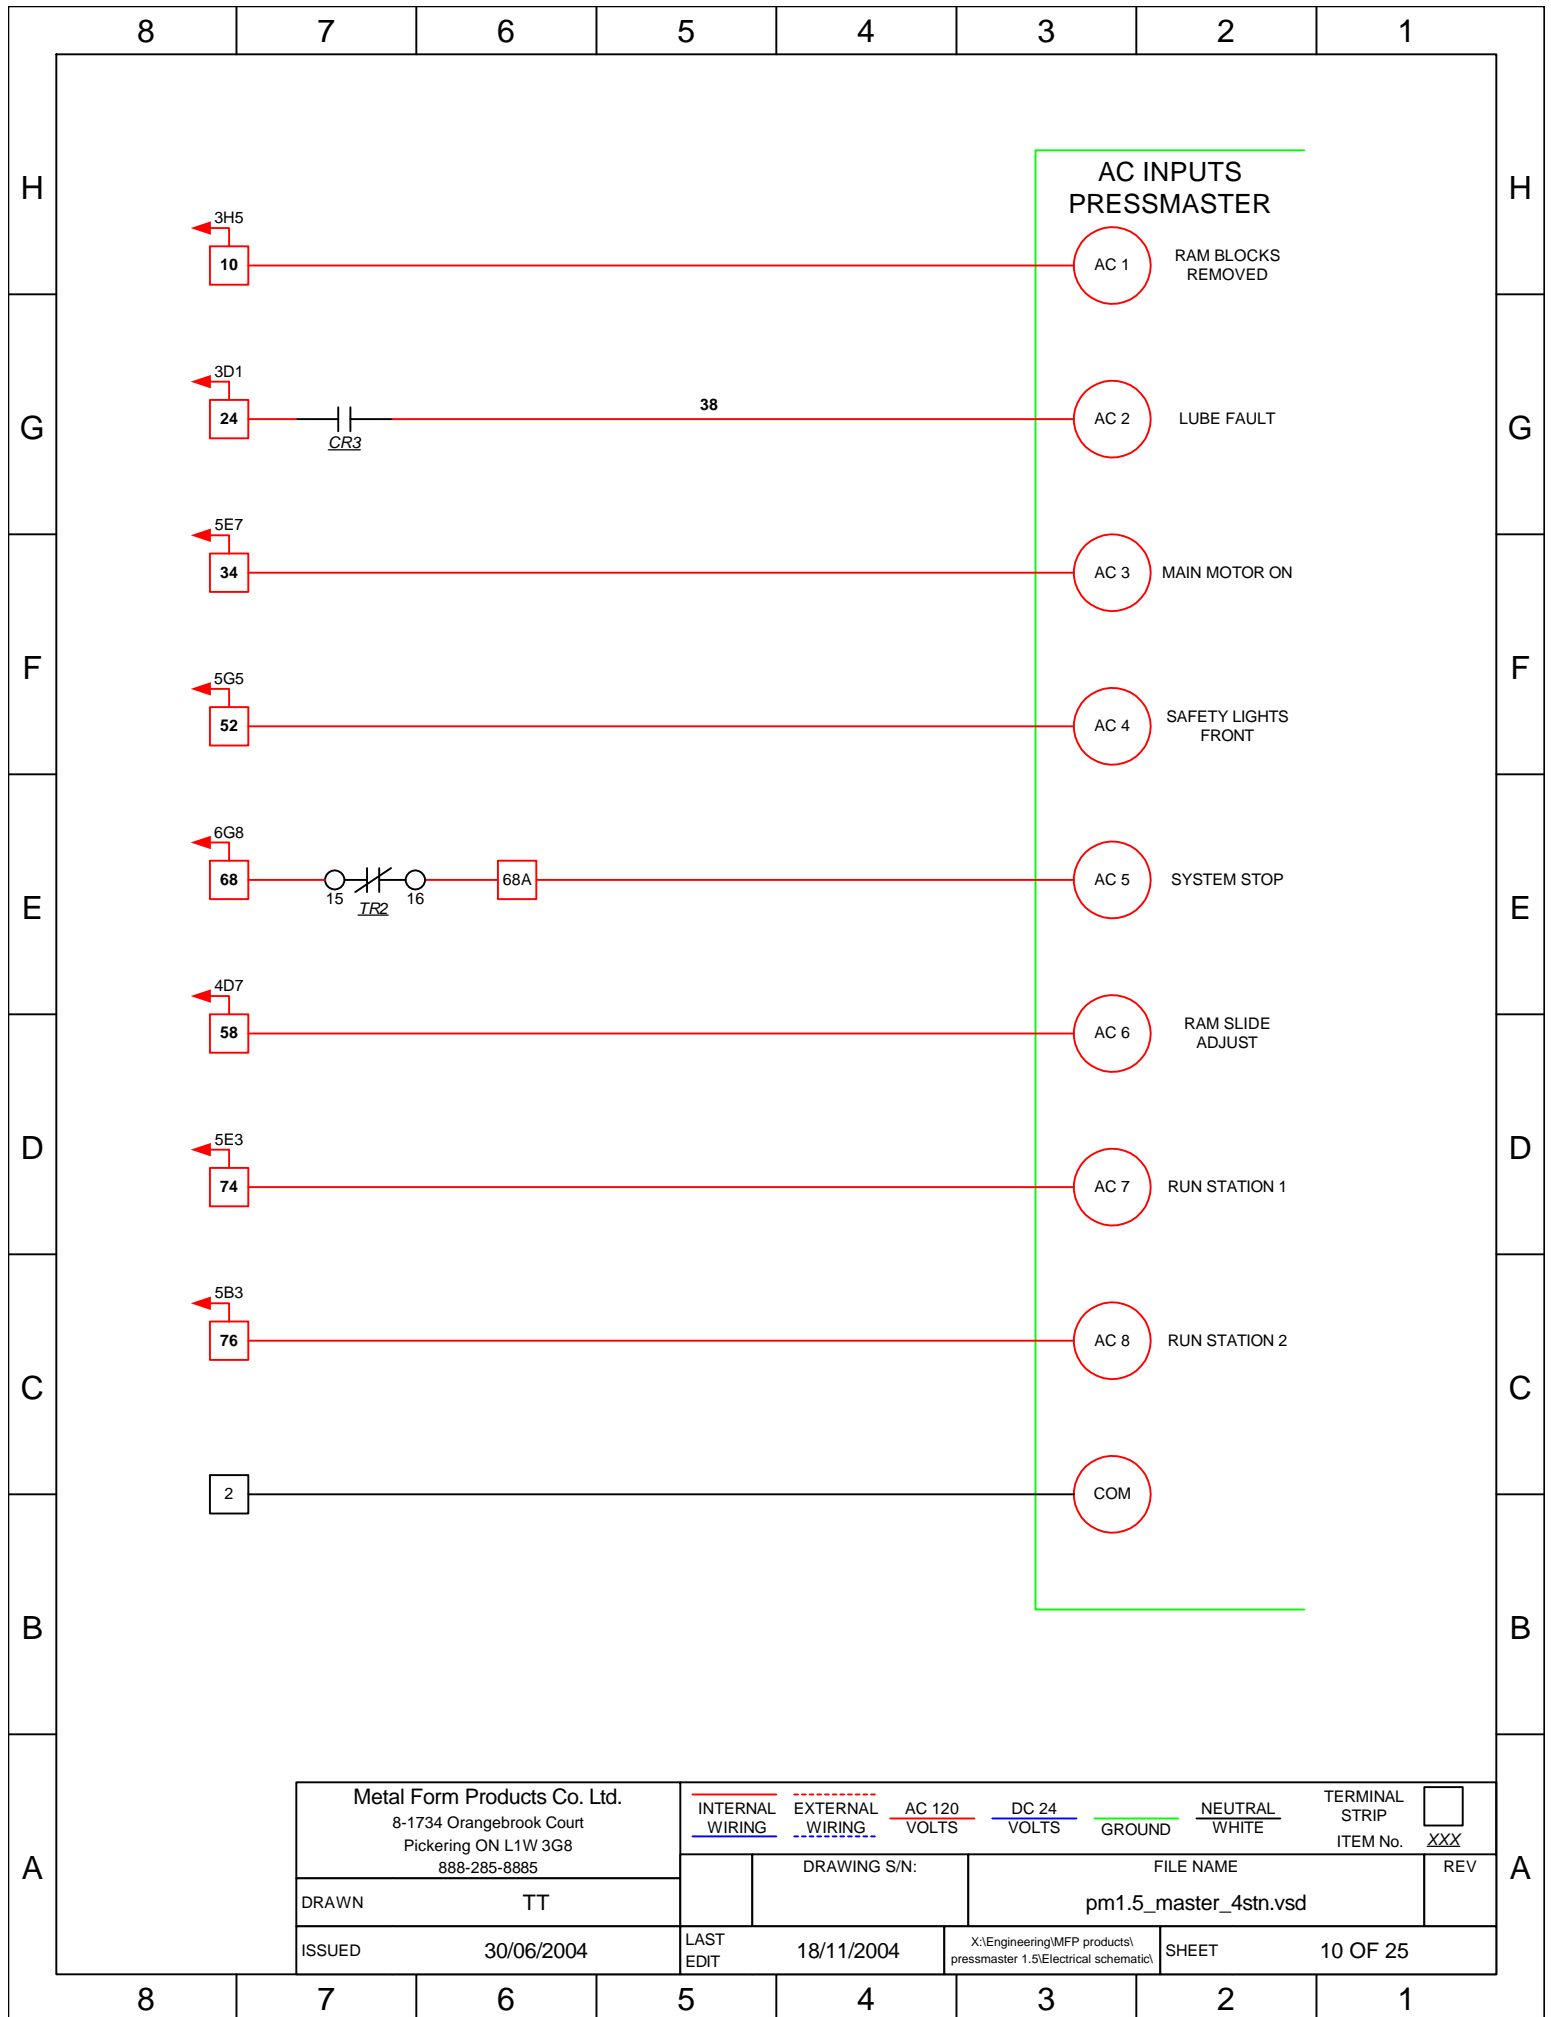 8 7 6 5 4 3 2 1
AC INPUTS
PRESSMASTER
H H
3H5
10
AC 1
RAM BLOCKS
REMOVED
3D1
24
CR3
38
AC 2
LUBE FAULT
G G
5E7
34
AC 3
MAIN MOTOR ON
F F
5G5
52
AC 4
SAFETY LIGHTS
FRONT
6G8
68
15
TR2
16
68A
AC 5
SYSTEM STOP
E E
4D7
58
AC 6
RAM SLIDE
ADJUST
D D
5E3
74
AC 7
RUN STATION 1
5B3
76
AC 8
RUN STATION 2
C C
2
COM
B B
A A
Metal Form Products Co. Ltd.
8-1734 Orangebrook Court
Pickering ON L1W 3G8
888-285-8885
DRAWN TT
ISSUED 30/06/2004
INTERNAL
WIRING
EXTERNAL
WIRING
AC 120
VOLTS
DC 24
VOLTS
GROUND
NEUTRAL
WHITE
TERMINAL
STRIP
ITEM No. XXX
DRAWING S/N:
FILE NAME
pm1.5_master_4stn.vsd
REV
LAST
EDIT
18/11/2004
X:\Engineering\MFP products\
pressmaster 1.5\Electrical schematic\
SHEET 10 OF 25
8 7 6 5 4 3 2 1